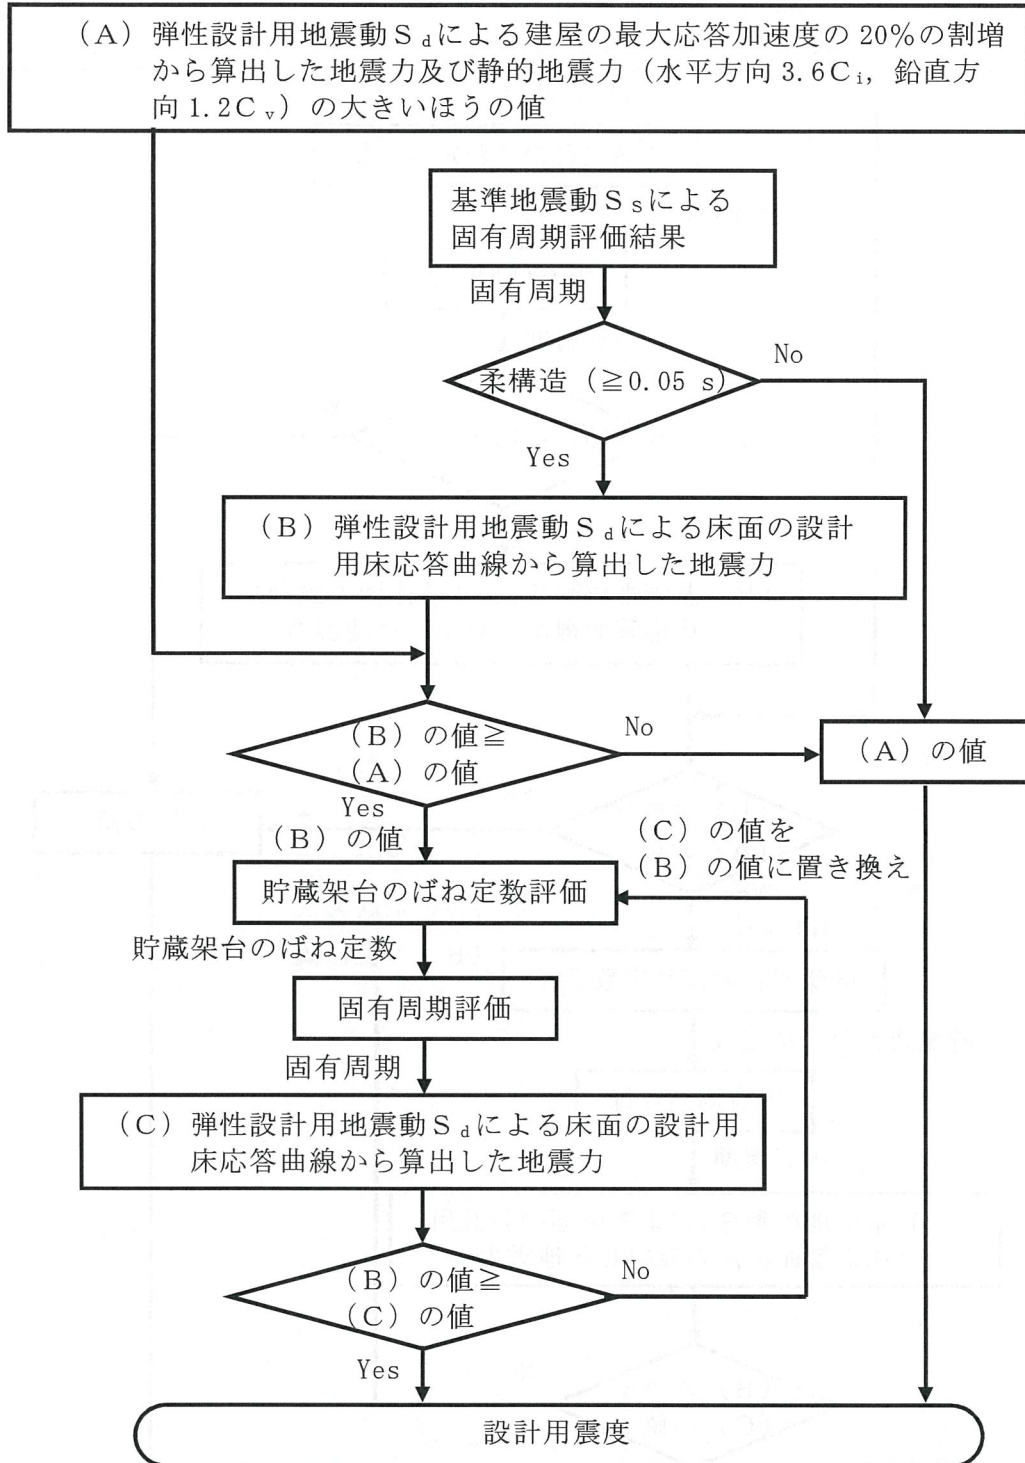 （A）弾性設計用地震動Ｓdによる建屋の最大応答加速度の20%の割増
から算出した地震力及び静的地震力（水平方向3.6Ｃi，鉛直方
向1.2Ｃv）の大きいほうの値
基準地震動Ｓsによる
固有周期評価結果
固有周期
柔構造（≧0.05 s）
No
Yes
（B）弾性設計用地震動Ｓdによる床面の設計
用床応答曲線から算出した地震力
（B）の値≧
（A）の値
No
（A）の値
Yes
（B）の値
（C）の値を
（B）の値に置き換え
貯蔵架台のばね定数評価
貯蔵架台のばね定数
固有周期評価
固有周期
（C）弾性設計用地震動Ｓdによる床面の設計用
床応答曲線から算出した地震力
（B）の値≧
（C）の値
No
Yes
設計用震度